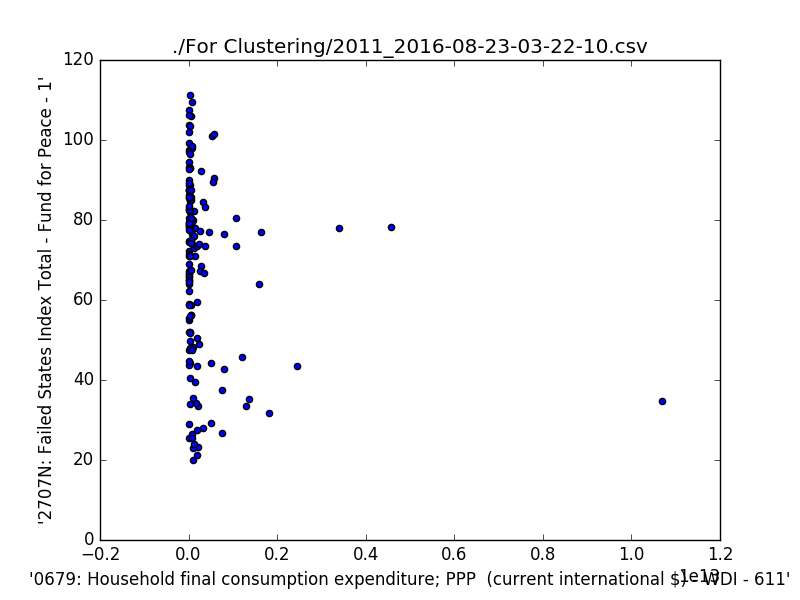 ./For Clustering/2011_2016-08-23-03-22-10.csv
120
100
80
60
40
20
0
'2707N: Failed States Index Total - Fund for Peace - 1'
−0.2 0.0 0.2 0.4 0.6 0.8 1.0 1.2
1e13
'0679: Household final consumption expenditure; PPP (current international $) - WDI - 611'